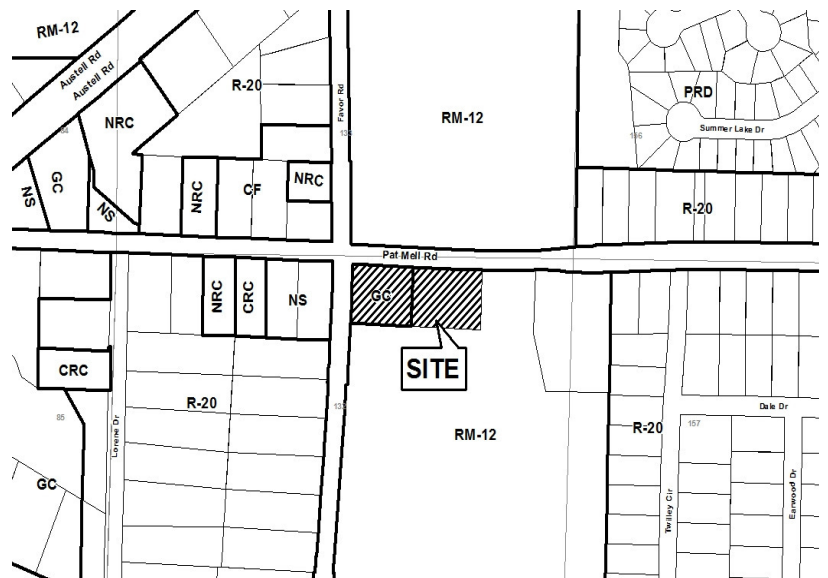 RM-12
Austell Rd
Austell Rd
NRC
R-20
Favor Rd
RM-12
PRD
Summer Lake Dr
NS
GC
NS
NRC
CF
NRC
R-20
Pat Mell Rd
NRC
CRC
NS
GC
SITE
CRC
R-20
85
Lorene Dr
GC
RM-12
R-20
157
Dale Dr
Twilley Cir
Earwood Dr